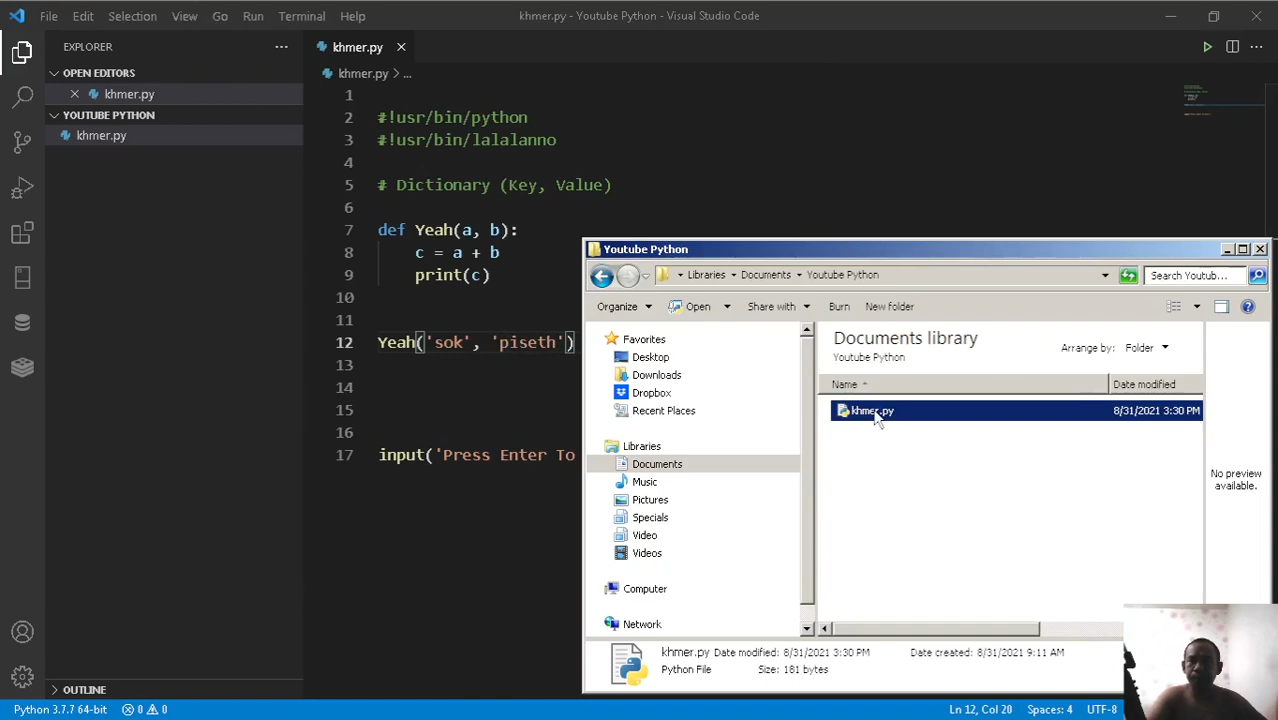 File Edit Selection View Go Run Terminal Help
khmer.py - Youtube Python - Visual Studio Code
EXPLORER
OPEN EDITORS
khmer.py
YOUTUBE PYTHON
khmer.py
OUTLINE
khmer.py
khmer.py > ...
1
2 #!usr/bin/python
3 #!usr/bin/lalalanno
4
5 # Dictionary (Key, Value)
6
7 def Yeah(a, b):
8 c = a + b
9 print(c)
10
11
12 Yeah('sok', 'piseth')
13
14
15
16
17 input('Press Enter To
Youtube Python
Libraries Documents Youtube Python
Search Youtub...
Organize Open Share with Burn New folder
Favorites
Desktop
Downloads
Dropbox
Recent Places
Libraries
Documents
Music
Pictures
Specials
Video
Videos
Computer
Network
Documents library
Youtube Python
Arrange by: Folder
Name Date modified
khmer.py 8/31/2021 3:30 PM
No preview
available.
khmer.py Date modified: 8/31/2021 3:30 PM Date created: 8/31/2021 9:11 AM
Python File Size: 181 bytes
Python 3.7.7 64-bit 0 0 Ln 12, Col 20 Spaces: 4 UTF-8